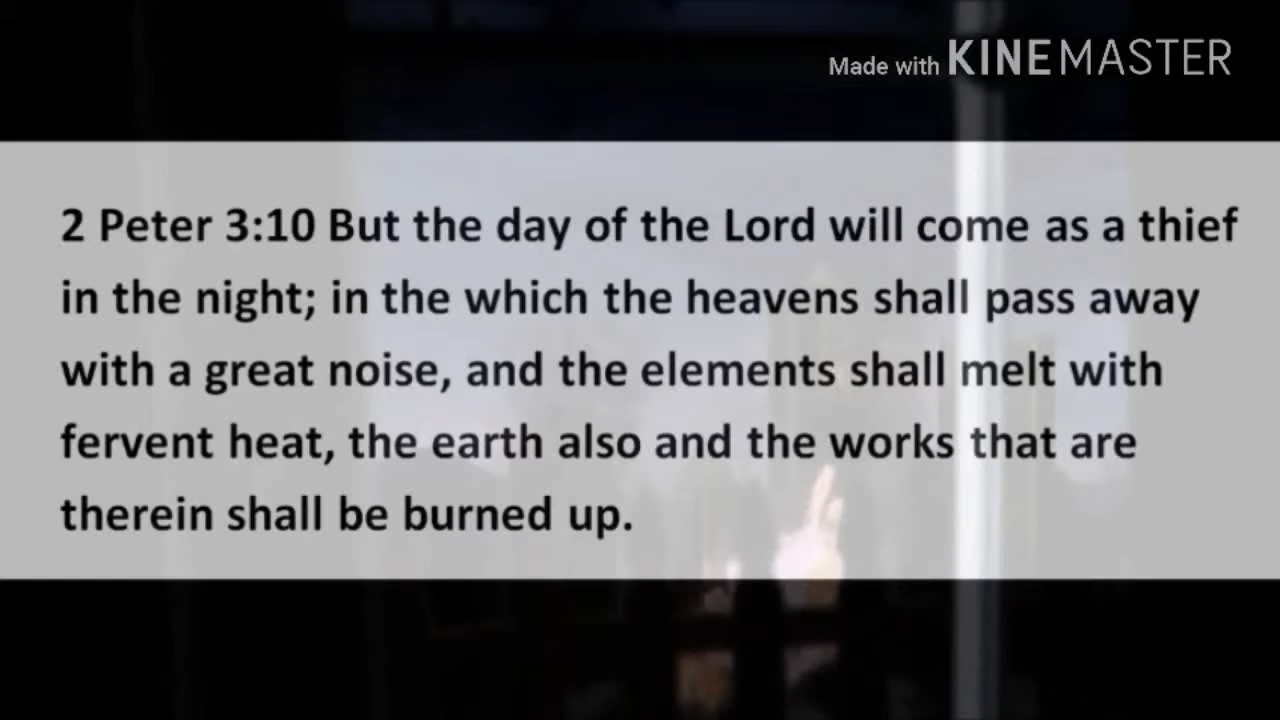 Made with KINEMASTER
2 Peter 3:10 But the day of the Lord will come as a thief
in the night; in the which the heavens shall pass away
with a great noise, and the elements shall melt with
fervent heat, the earth also and the works that are
therein shall be burned up.